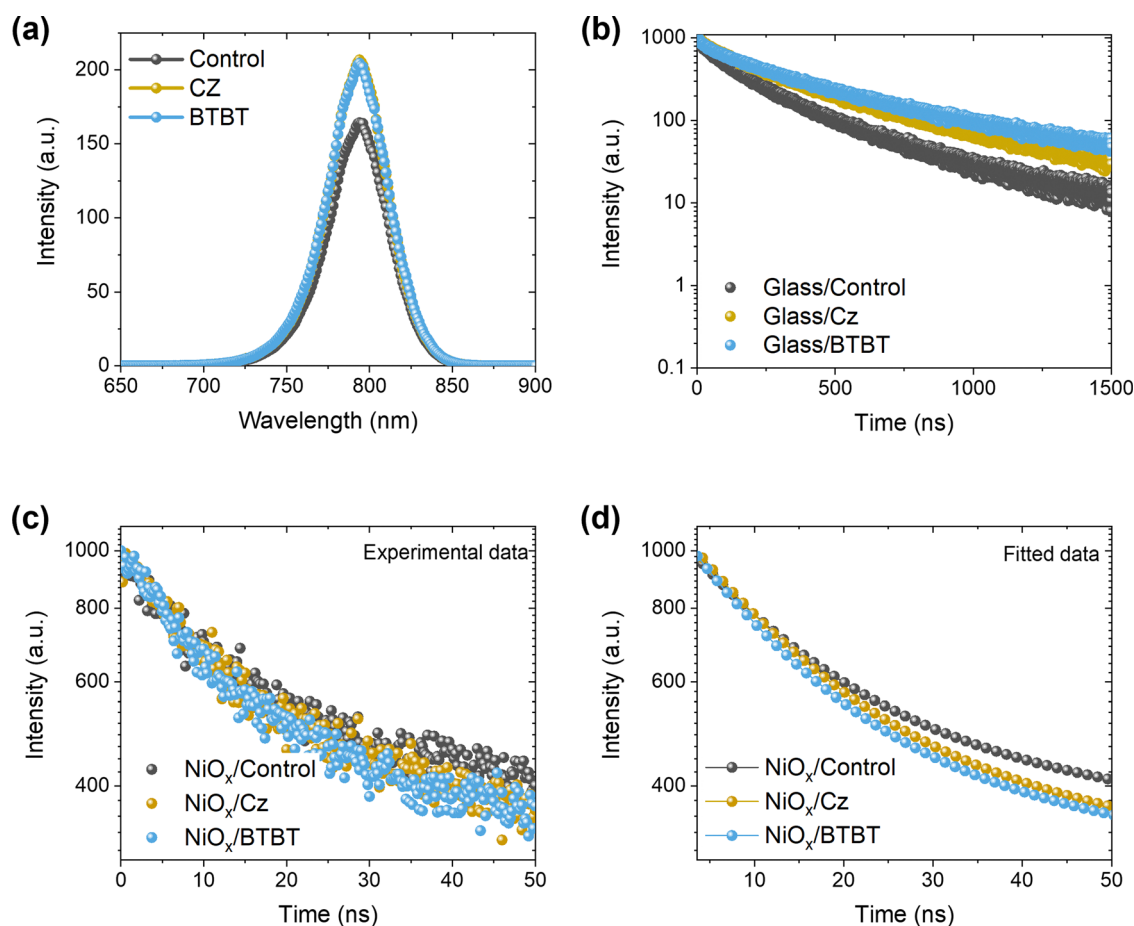 (a)
Intensity (a.u.)
200
150
100
50
0
Control
CZ
BTBT
650
700
750
800
850
900
Wavelength (nm)
(b)
Intensity (a.u.)
1000
100
10
1
0.1
Glass/Control
Glass/Cz
Glass/BTBT
0
500
1000
1500
Time (ns)
(c)
Intensity (a.u.)
1000
800
600
400
Experimental data
NiOx/Control
NiOx/Cz
NiOx/BTBT
0
10
20
30
40
50
Time (ns)
(d)
Intensity (a.u.)
1000
800
600
400
Fitted data
NiOx/Control
NiOx/Cz
NiOx/BTBT
10
20
30
40
50
Time (ns)